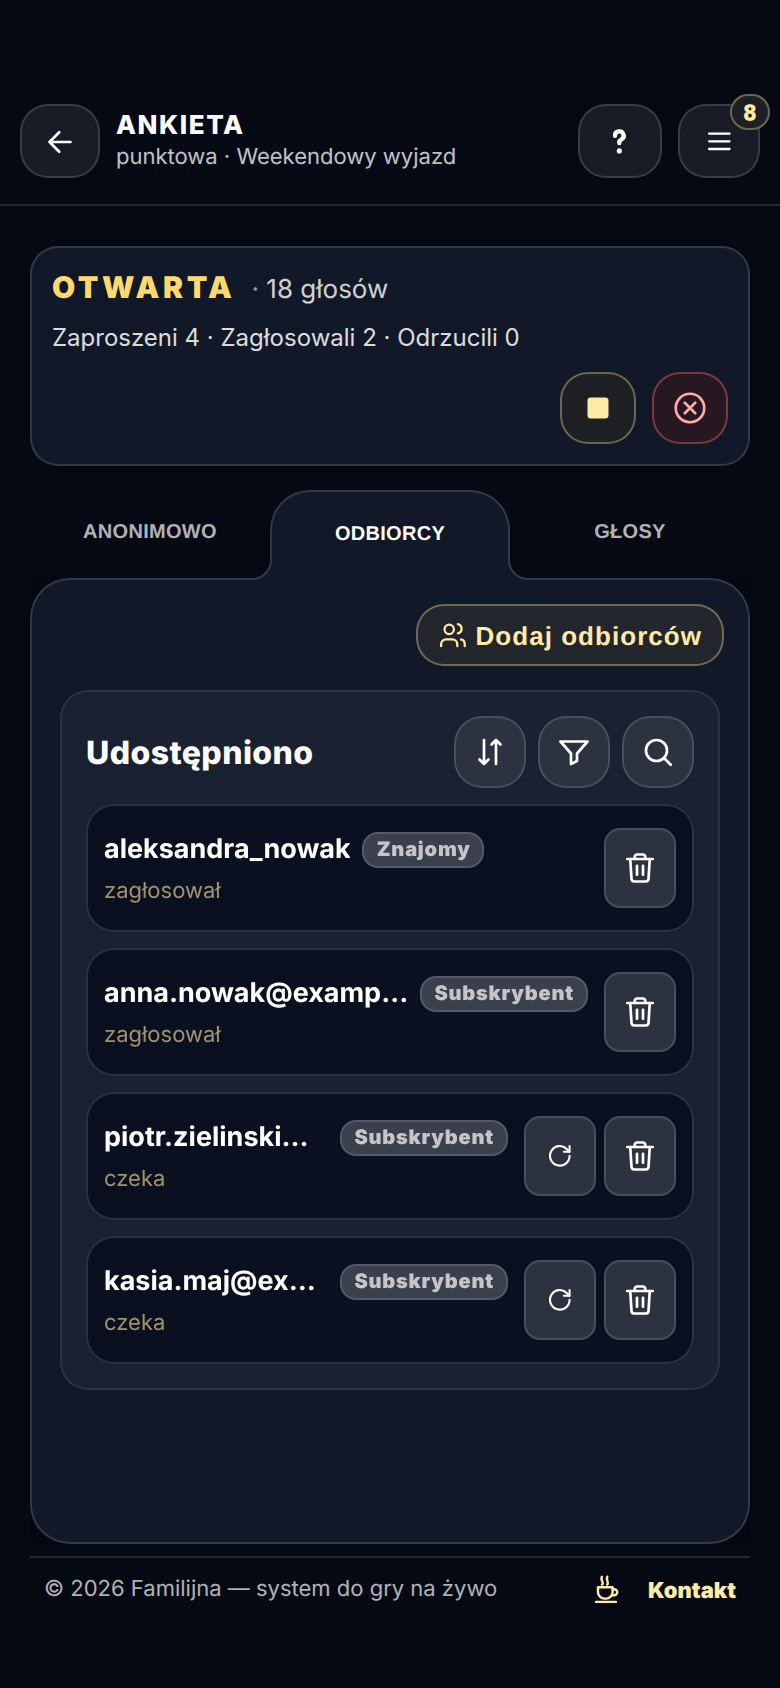 ANKIETA
8
punktowa · Weekendowy wyjazd
OTWARTA · 18 głosów
Zaproszeni 4 · Zagłosowali 2 · Odrzucili 0
ANONIMOWO ODBIORCY GŁOSY
Dodaj odbiorców
Udostępniono
aleksandra_nowak Znajomy
zagłosował
anna.nowak@examp... Subskrybent
zagłosował
piotr.zielinski... Subskrybent
czeka
kasia.maj@ex... Subskrybent
czeka
© 2026 Familijna — system do gry na żywo Kontakt